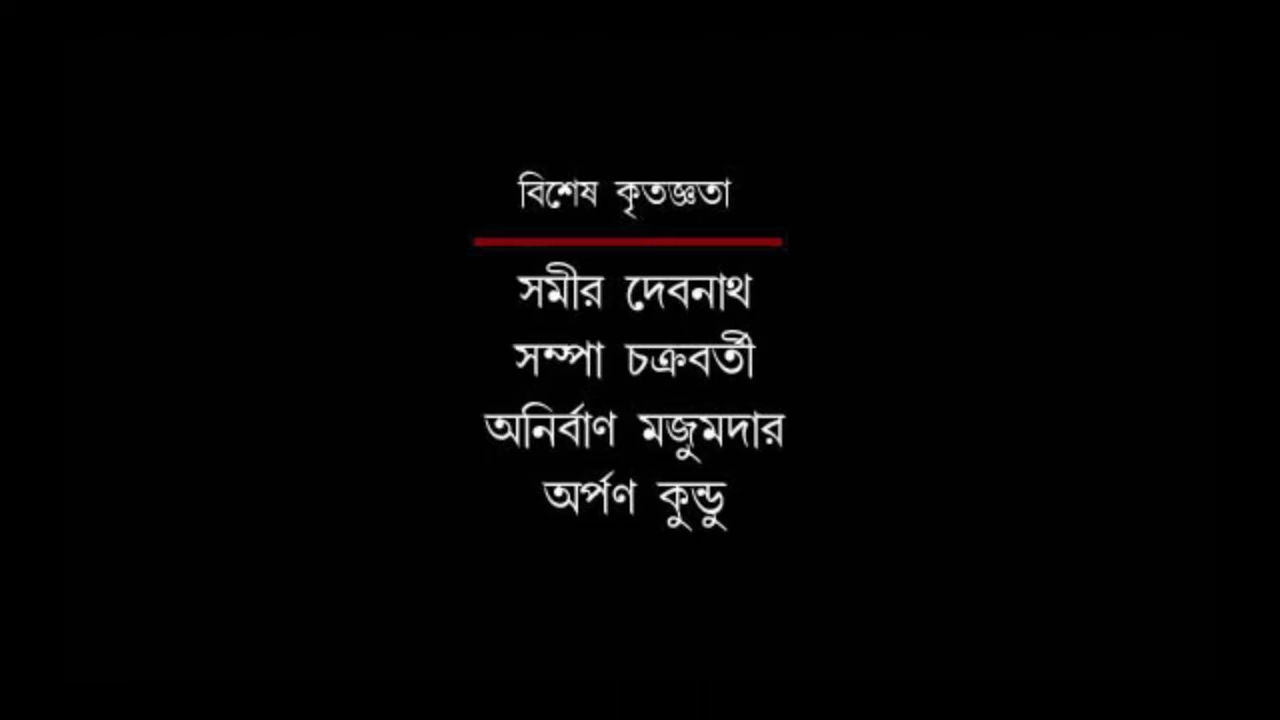 বিশেষ কৃতজ্ঞতা
সমীর দেবনাথ
সম্পা চক্রবর্তী
অনির্বাণ মজুমদার
অর্পণ কুন্ডু